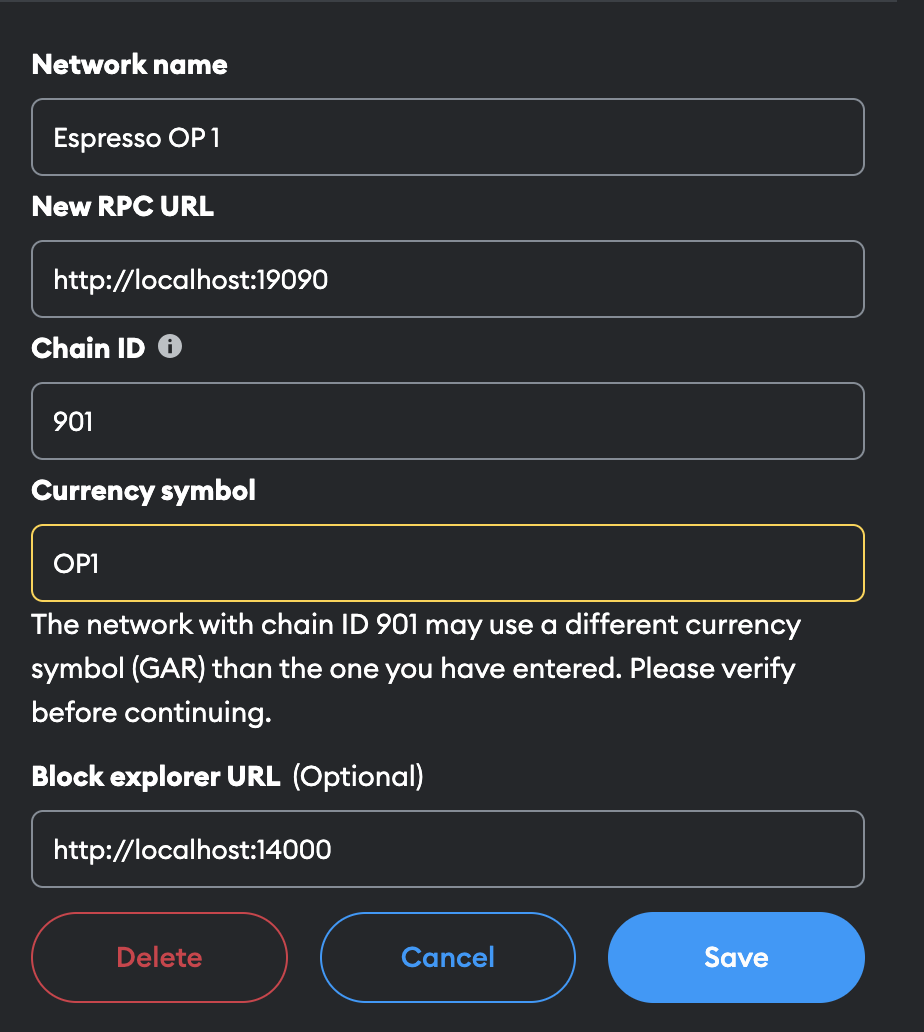 Network name
Espresso OP 1
New RPC URL
http://localhost:19090
Chain ID
901
Currency symbol
OP1
The network with chain ID 901 may use a different currency
symbol (GAR) than the one you have entered. Please verify
before continuing.
Block explorer URL (Optional)
http://localhost:14000
Delete Cancel Save